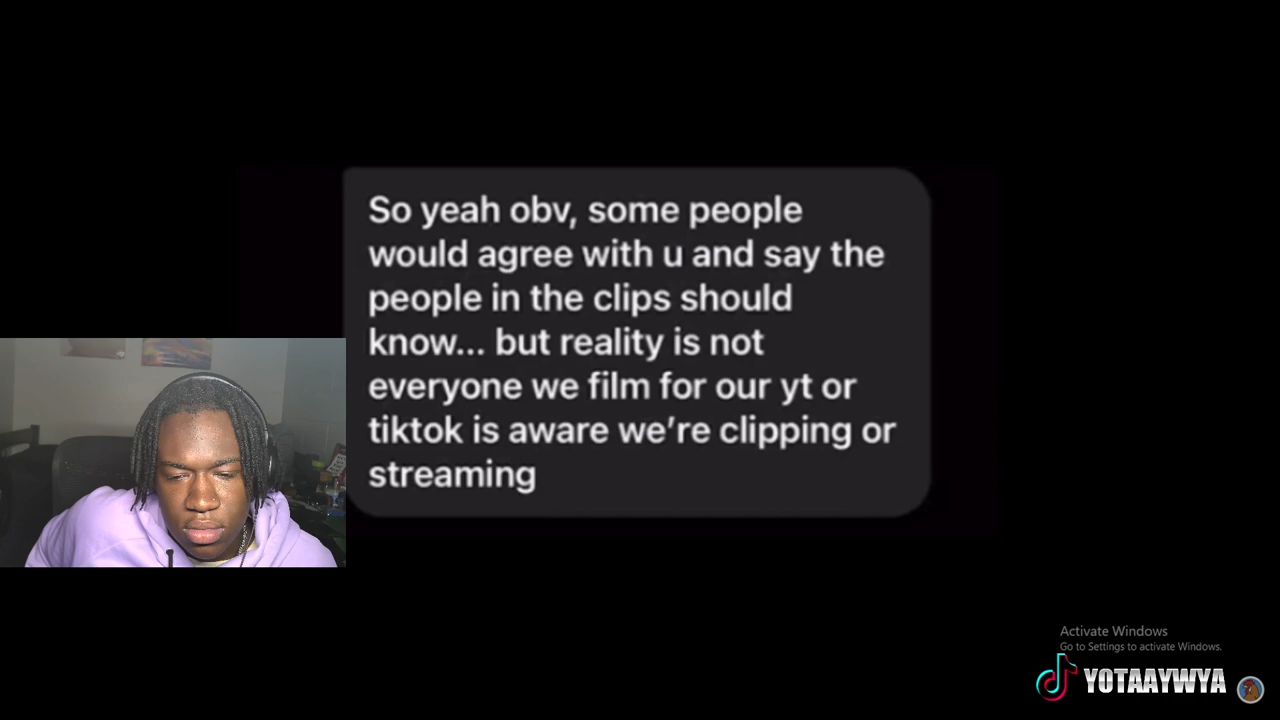 So yeah obv, some people
would agree with u and say the
people in the clips should
know... but reality is not
everyone we film for our yt or
tiktok is aware we're clipping or
streaming
Activate Windows
Go to Settings to activate Windows.
YOTAAYWYA